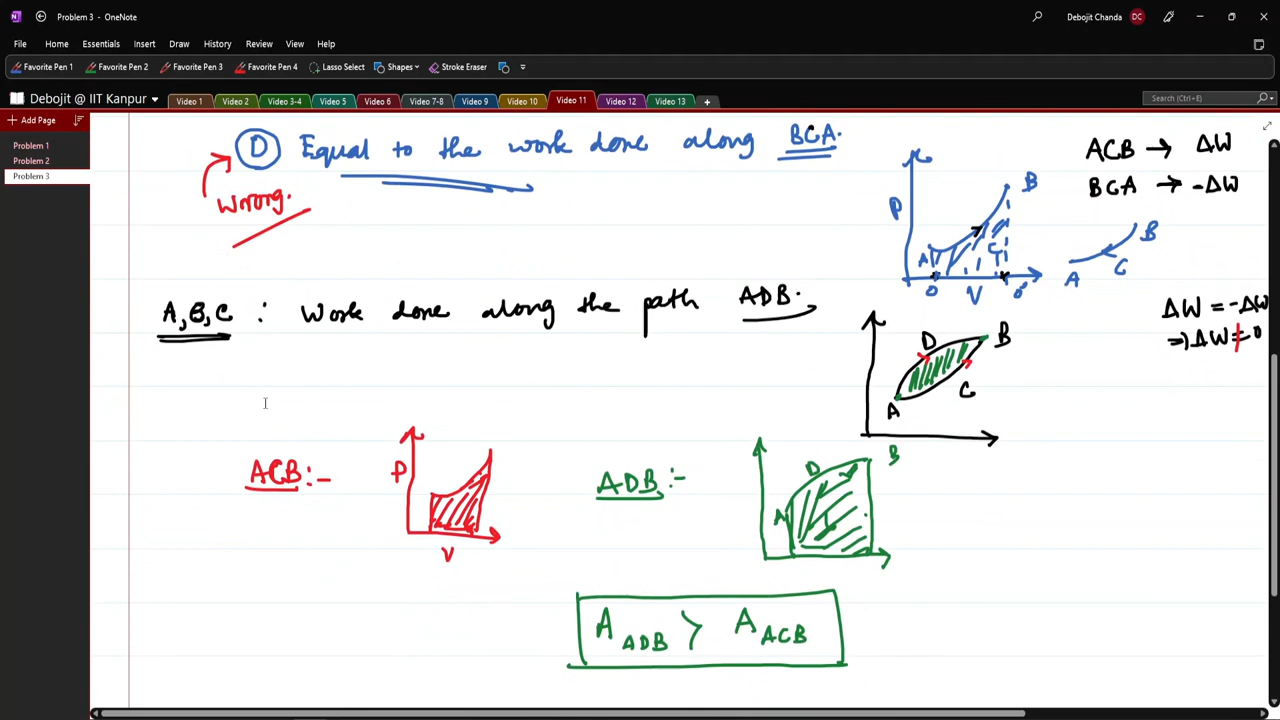 Problem 3 - OneNote
Debojit Chanda DC
File Home Essentials Insert Draw History Review View Help
Favorite Pen 1 Favorite Pen 2 Favorite Pen 3 Favorite Pen 4 Lasso Select Shapes Stroke Eraser
Debojit @ IIT Kanpur Video 1 Video 2 Video 3-4 Video 5 Video 6 Video 7-8 Video 9 Video 10 Video 11 Video 12 Video 13 + Search (Ctrl+E)
Add Page
Problem 1
Problem 2
Problem 3
D Equal to the work done along BCA.
Wrong.
P A B C
O V O'
ACB → ΔW
BCA → -ΔW
A C B
ΔW = -ΔW
⇒ ΔW = 0
A, B, C : Work done along the path ADB.
D B
A C
ACB :-
P
V
ADB :-
A D B
A ADB > A ACB